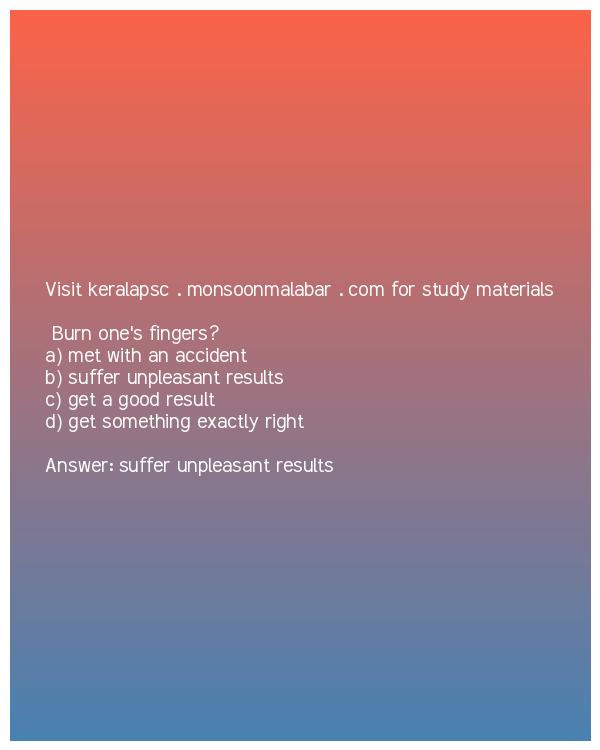 Visit keralapsc . monsoonmalabar . com for study materials
Burn one's fingers?
a) met with an accident
b) suffer unpleasant results
c) get a good result
d) get something exactly right
Answer: suffer unpleasant results